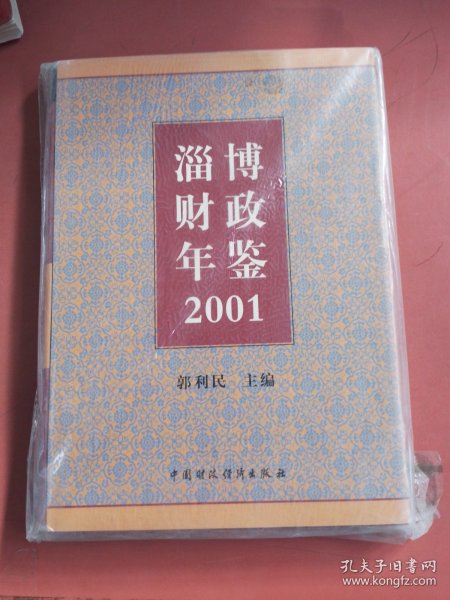 淄博
财政
年鉴
2001
郭利民 主编
中国财政经济出版社
孔夫子旧书网
www.kongfz.com